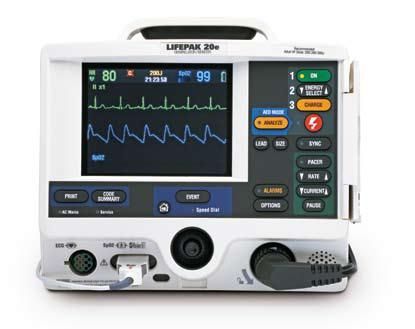 LIFEPAK 20e
DEFIBRILLATOR/MONITOR
HR 80
200J
21:23:58
SpO2 99
II x1
SpO2
Recommended
1 ON
2 ENERGY SELECT
3 CHARGE
AED MODE
ANALYZE
LEAD SIZE SYNC
PACER
RATE
ALARMS
CURRENT
OPTIONS
PAUSE
PRINT
CODE SUMMARY
EVENT
AC Mains
Service
Speed Dial
ECG
SpO2